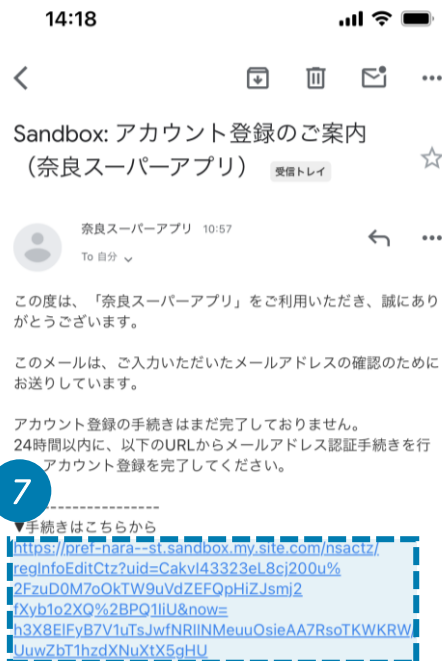 14:18
Sandbox: アカウント登録のご案内
（奈良スーパーアプリ） 受信トレイ
奈良スーパーアプリ 10:57
To 自分
この度は、「奈良スーパーアプリ」をご利用いただき、誠にあり
がとうございます。
このメールは、ご入力いただいたメールアドレスの確認のために
お送りしています。
アカウント登録の手続きはまだ完了しておりません。
24時間以内に、以下のURLからメールアドレス認証手続きを行
アカウント登録を完了してください。
7
-----------------
▼手続きはこちらから
https://pref-nara--st.sandbox.my.site.com/nsactz/
regInfoEditCtz?uid=CakvI43323eL8cj200u%
2FzuD0M7oOkTW9uVdZEFQpHiZJsmj2
fXyb1o2XQ%2BPQ1IiU&now=
h3X8ElFyB7V1uTsJwfNRIlNMeuuOsieAA7RsoTKWKRW/
UuwZbT1hzdXNuXtX5gHU